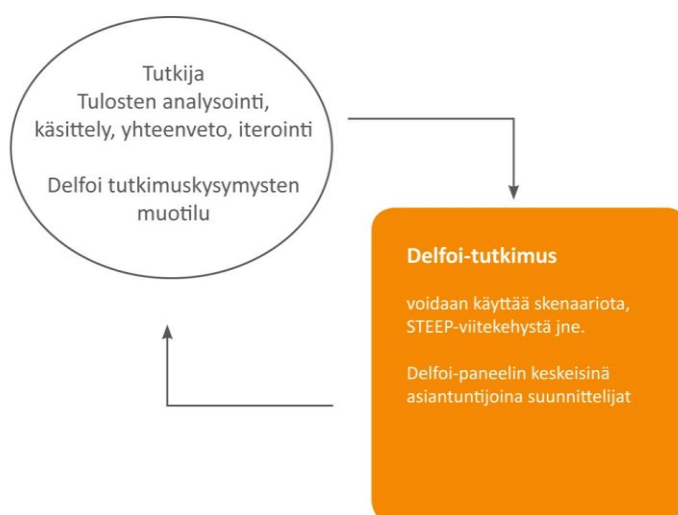 Tutkija
Tulosten analysointi,
käsittely, yhteenveto, iterointi
Delfoi tutkimuskysymysten
muotilu
Delfoi-tutkimus
voidaan käyttää skenaariota,
STEEP-viitekehystä jne.
Delfoi-paneelin keskeisinä
asiantuntijoina suunnittelijat